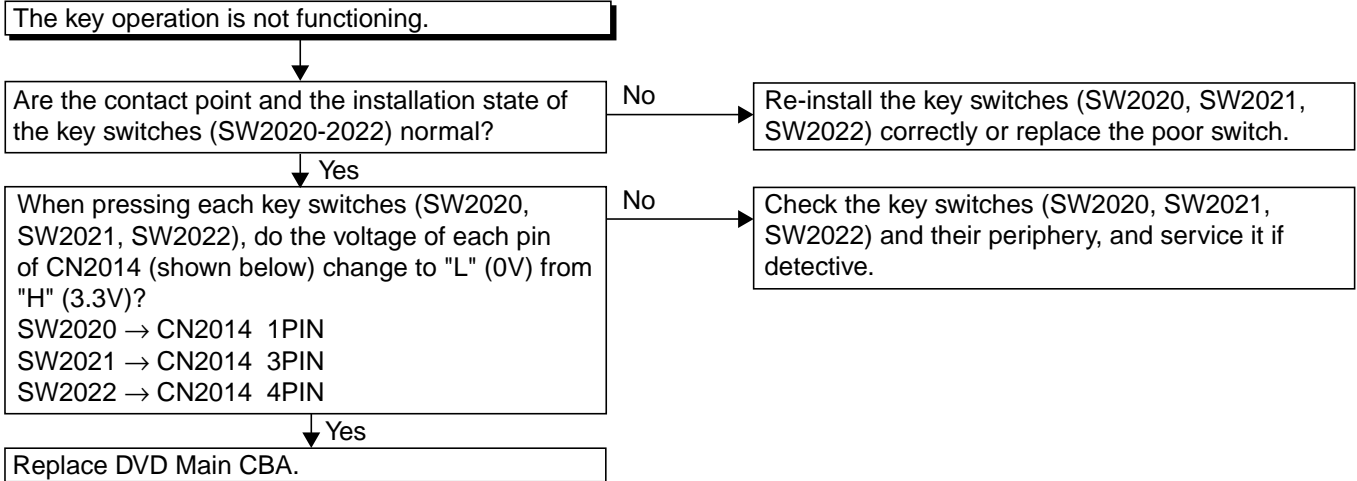 The key operation is not functioning.
Are the contact point and the installation state of
the key switches (SW2020-2022) normal?
No
Re-install the key switches (SW2020, SW2021,
SW2022) correctly or replace the poor switch.
Yes
When pressing each key switches (SW2020,
SW2021, SW2022), do the voltage of each pin
of CN2014 (shown below) change to "L" (0V) from
"H" (3.3V)?
SW2020 → CN2014  1PIN
SW2021 → CN2014  3PIN
SW2022 → CN2014  4PIN
No
Check the key switches (SW2020, SW2021,
SW2022) and their periphery, and service it if
detective.
Yes
Replace DVD Main CBA.